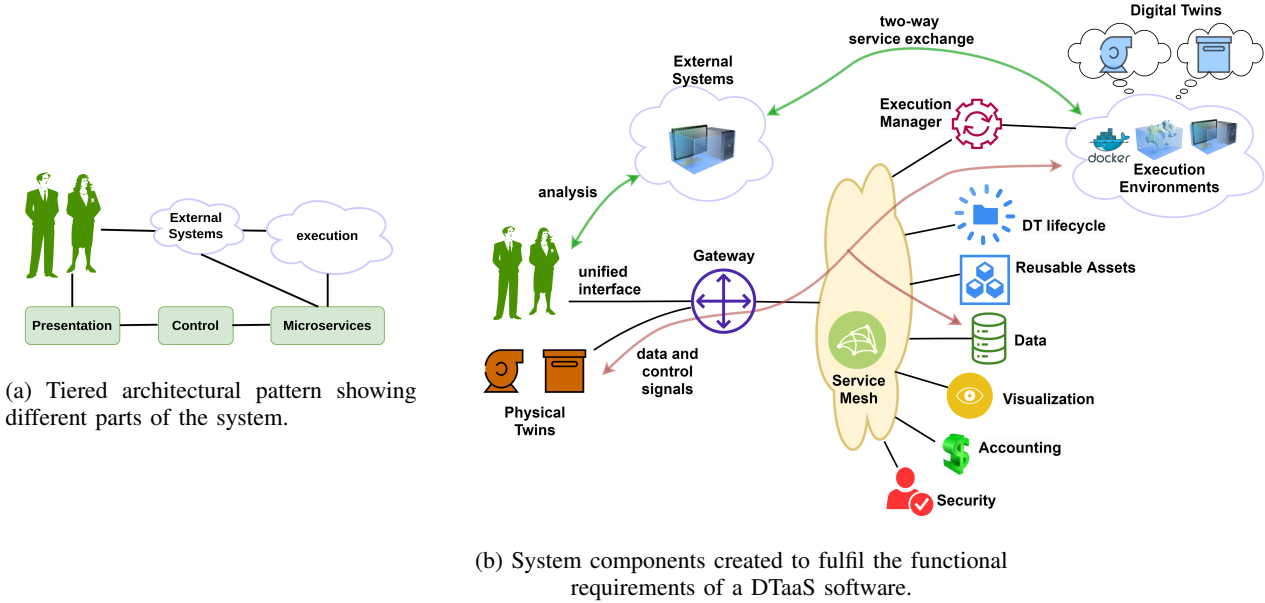 External
Systems
execution
Presentation
Control
Microservices
(a) Tiered architectural pattern showing
different parts of the system.
two-way
service exchange
Digital Twins
External
Systems
Execution
Manager
docker
Execution
Environments
analysis
DT lifecycle
Gateway
unified
interface
Reusable Assets
Data
data and
control
signals
Service
Mesh
Physical
Twins
Visualization
Accounting
Security
(b) System components created to fulfil the functional
requirements of a DTaaS software.